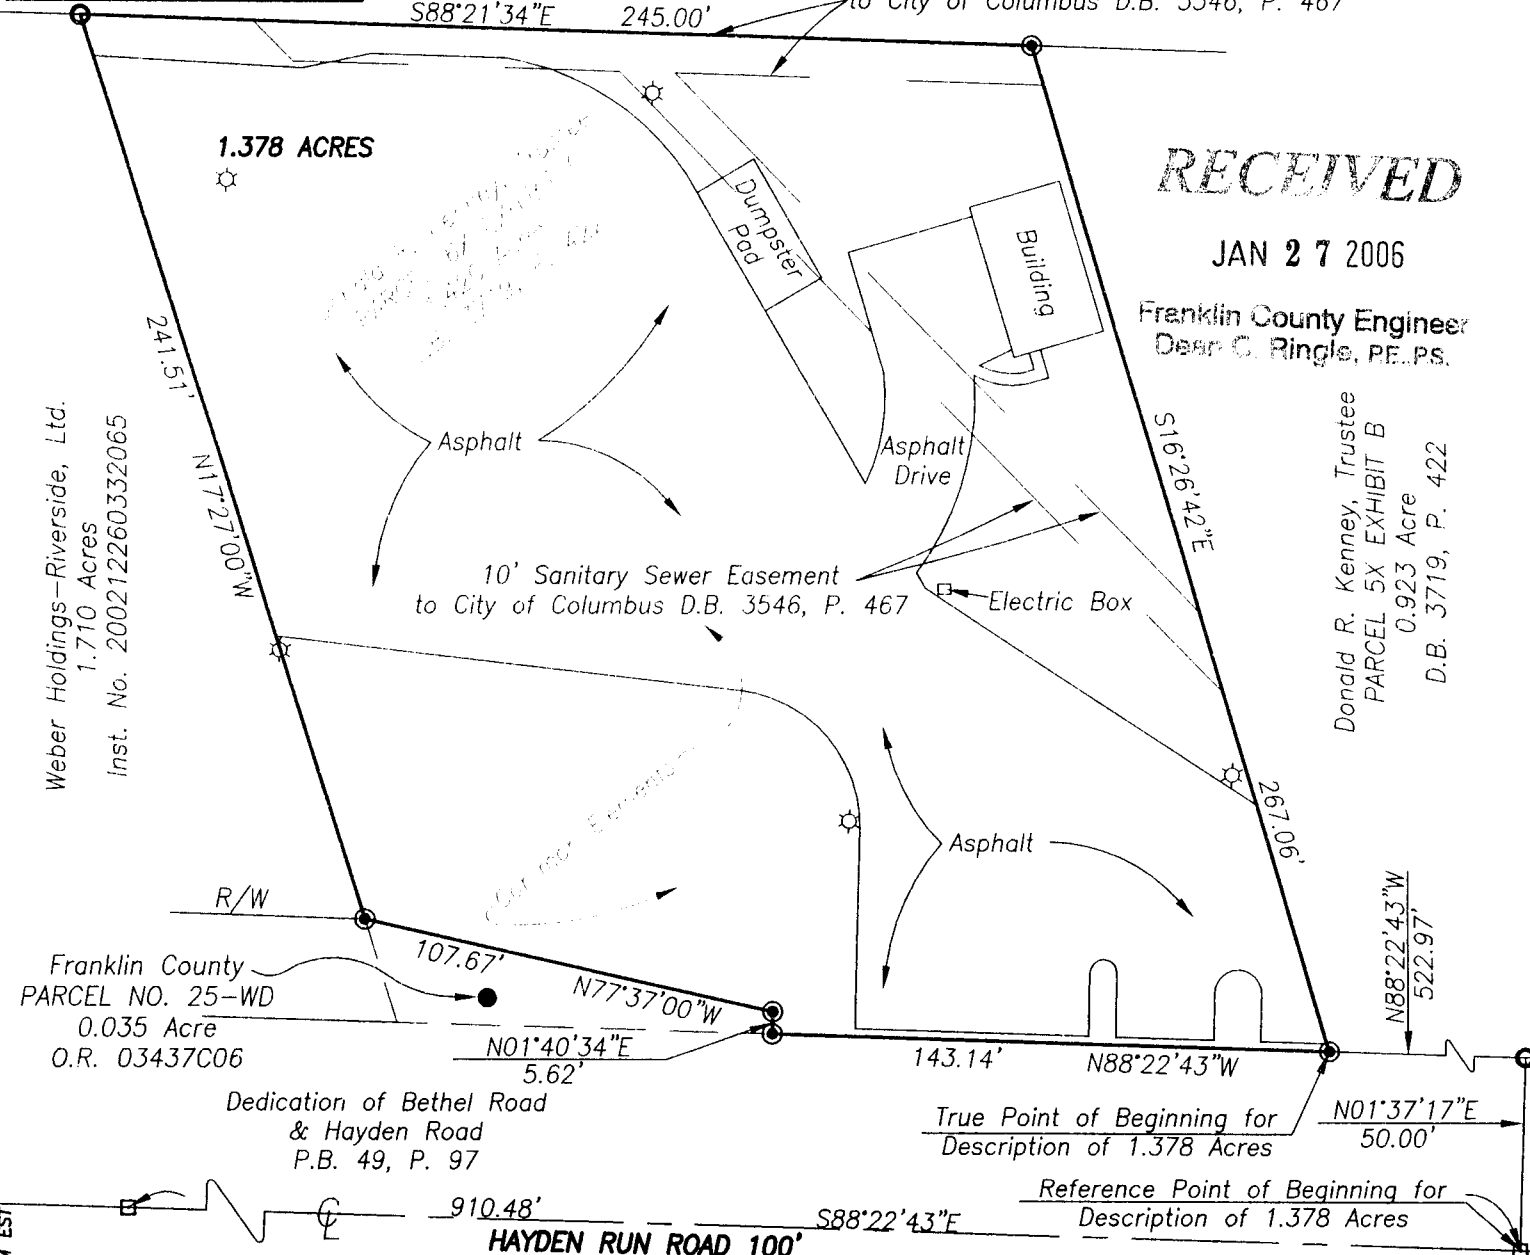 S88°21'34"E 245.00'
to City of Columbus D.B. 3546, P. 467
1.378 ACRES
RECEIVED
JAN 27 2006
Franklin County Engineer
Dean C. Ringle, P.E. P.S.
Dumpster
Pad
Building
241.51'
N17°27'00"W
Weber Holdings-Riverside, Ltd.
1.710 Acres
Inst. No. 200212260332065
Asphalt
Asphalt
Drive
S16°26'42"E
267.06'
Donald R. Kenney, Trustee
PARCEL 5X EXHIBIT B
0.923 Acre
D.B. 3719, P. 422
10' Sanitary Sewer Easement
to City of Columbus D.B. 3546, P. 467
Electric Box
Asphalt
R/W
107.67'
N77°37'00"W
Franklin County
PARCEL NO. 25-WD
0.035 Acre
O.R. 03437C06
N01°40'34"E
5.62'
143.14' N88°22'43"W
N88°22'43"W
522.97'
Dedication of Bethel Road
& Hayden Road
P.B. 49, P. 97
True Point of Beginning for
Description of 1.378 Acres
N01°37'17"E
50.00'
Reference Point of Beginning for
Description of 1.378 Acres
910.48' S88°22'43"E
HAYDEN RUN ROAD 100'